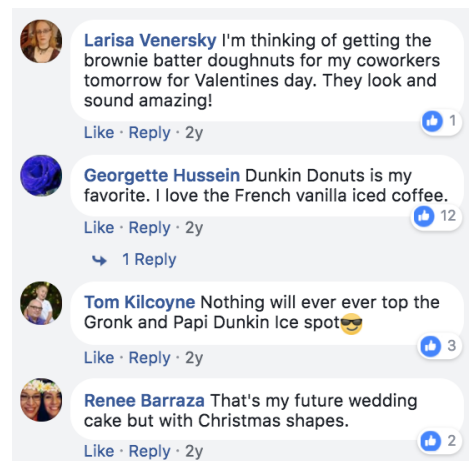 Larisa Venersky I'm thinking of getting the
brownie batter doughnuts for my coworkers
tomorrow for Valentines day. They look and
sound amazing!
1
Like · Reply · 2y
Georgette Hussein Dunkin Donuts is my
favorite. I love the French vanilla iced coffee.
12
Like · Reply · 2y
1 Reply
Tom Kilcoyne Nothing will ever ever top the
Gronk and Papi Dunkin Ice spot😎
3
Like · Reply · 2y
Renee Barraza That's my future wedding
cake but with Christmas shapes.
2
Like · Reply · 2y